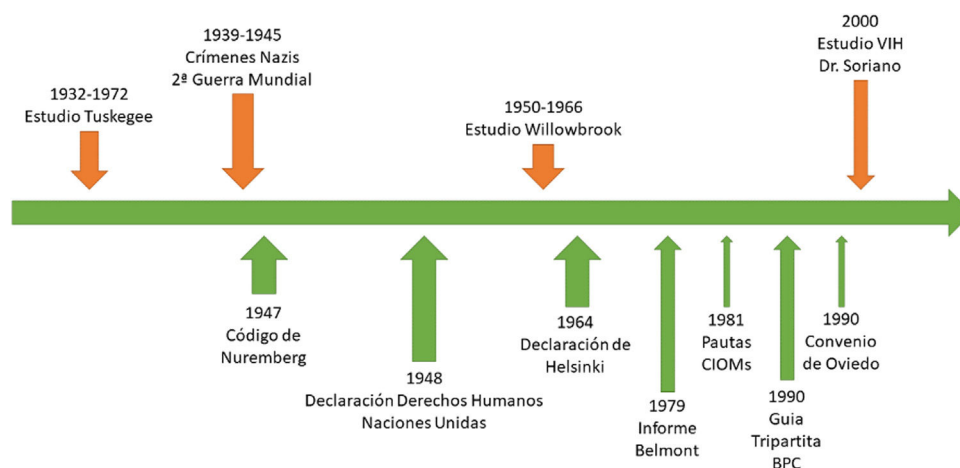 1932-1972
Estudio Tuskegee
1939-1945
Crímenes Nazis
2ª Guerra Mundial
1950-1966
Estudio Willowbrook
2000
Estudio VIH
Dr. Soriano
1947
Código de
Nuremberg
1948
Declaración Derechos Humanos
Naciones Unidas
1964
Declaración de
Helsinki
1979
Informe
Belmont
1981
Pautas
CIOMs
1990
Guia
Tripartita
BPC
1990
Convenio
de Oviedo